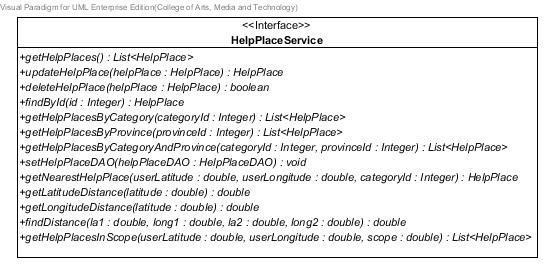 Visual Paradigm for UML Enterprise Edition(College of Arts, Media and Technology)
<<Interface>>
HelpPlaceService
+getHelpPlaces() : List<HelpPlace>
+updateHelpPlace(helpPlace : HelpPlace) : HelpPlace
+deleteHelpPlace(helpPlace : HelpPlace) : boolean
+findById(id : Integer) : HelpPlace
+getHelpPlacesByCategory(categoryId : Integer) : List<HelpPlace>
+getHelpPlacesByProvince(provinceId : Integer) : List<HelpPlace>
+getHelpPlacesByCategoryAndProvince(categoryId : Integer, provinceId : Integer) : List<HelpPlace>
+setHelpPlaceDAO(helpPlaceDAO : HelpPlaceDAO) : void
+getNearestHelpPlace(userLatitude : double, userLongitude : double, categoryId : Integer) : HelpPlace
+getLatitudeDistance(latitude : double) : double
+getLongitudeDistance(latitude : double) : double
+findDistance(la1 : double, long1 : double, la2 : double, long2 : double) : double
+getHelpPlacesInScope(userLatitude : double, userLongitude : double, scope : double) : List<HelpPlace>